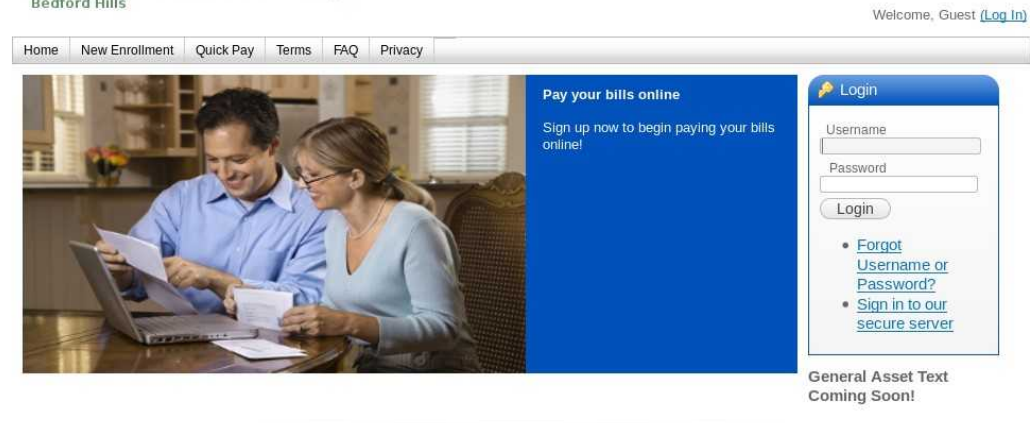 Bedford Hills
Welcome, Guest (Log In)
Home New Enrollment Quick Pay Terms FAQ Privacy
Pay your bills online
Sign up now to begin paying your bills
online!
Login
Username
Password
Login
Forgot
Username or
Password?
Sign in to our
secure server
General Asset Text
Coming Soon!